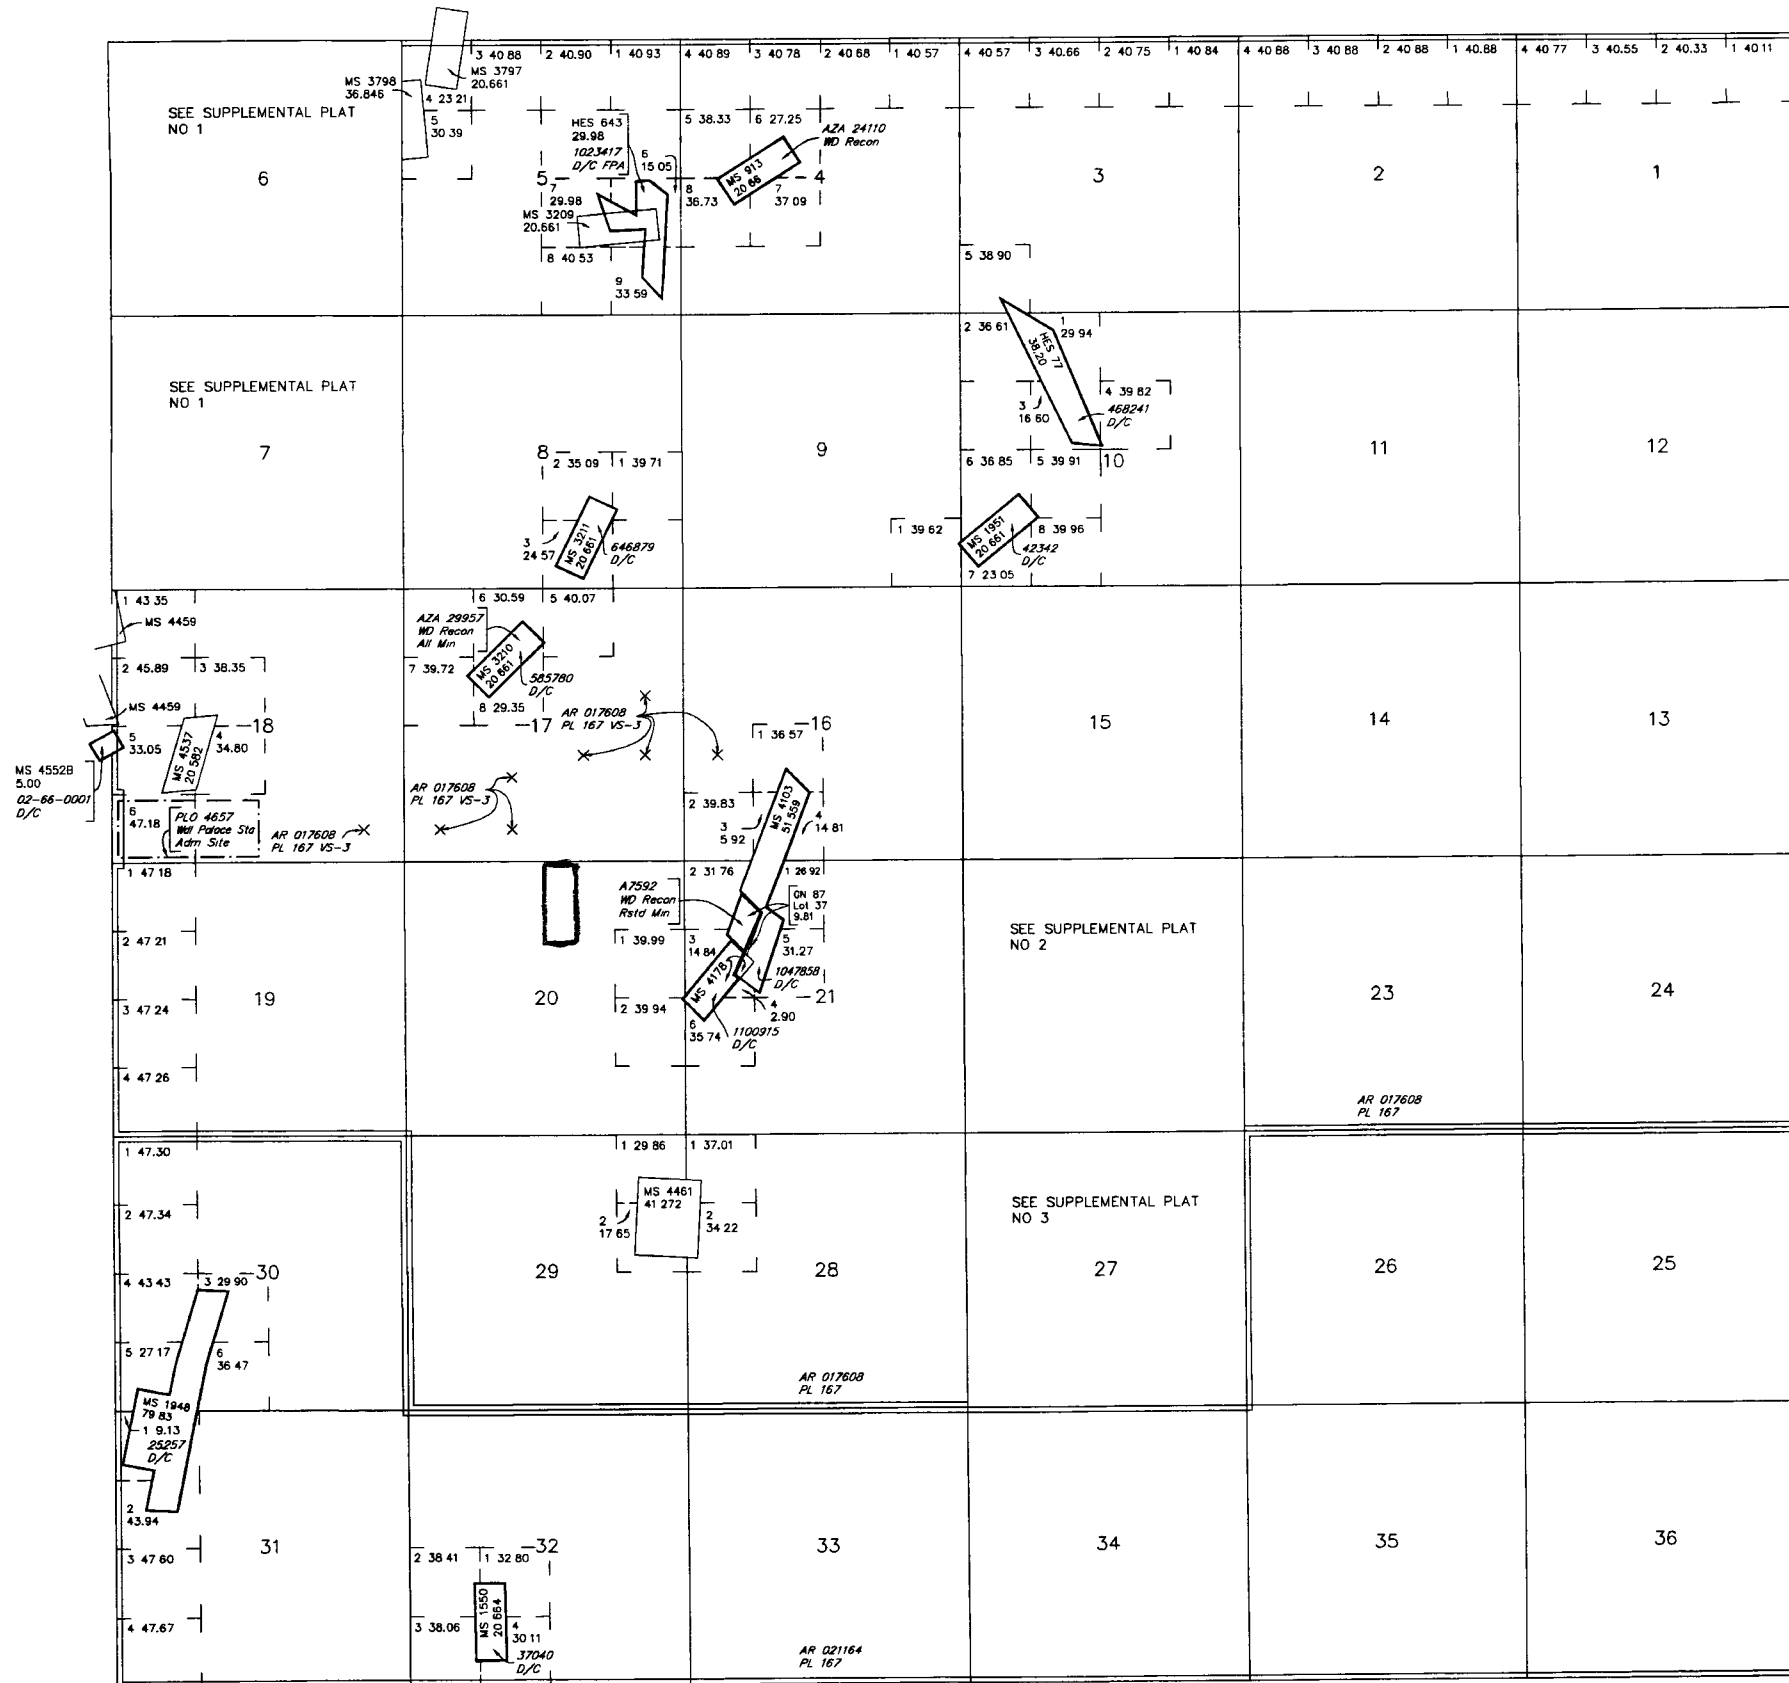 3 40 88
2 40.90
1 40 93
4 40 89
3 40 78
2 40 68
1 40 57
4 40 57
3 40.66
2 40 75
1 40 84
4 40 88
3 40 88
2 40 88
1 40.88
4 40 77
3 40.55
2 40.33
1 40 11
MS 3797
20.661
MS 3798
36.846
4 23 21
5
30 39
SEE SUPPLEMENTAL PLAT
NO 1
6
HES 643
29.98
1023417
D/C FPA
6
15 05
5 38.33
6 27.25
AZA 24110
WD Recon
MS 913
20 66
5
7
29.98
MS 3209
20.661
8
36.73
7
37 09
4
8 40 53
9
33 59
3
5 38 90
2
1
SEE SUPPLEMENTAL PLAT
NO 1
7
8
2 35 09
1 39 71
MS 3211
20 661
3
24 57
646879
D/C
9
1 39 62
2 36 61
1
29 94
HES 77
38.20
3
16 60
4 39 82
468241
D/C
6 36 85
5 39 91
10
MS 1951
20 661
8 39 96
42342
D/C
7 23 05
11
12
1 43 35
MS 4459
2 45.89
3 38.35
MS 4459
18
5
33.05
MS 4537
20 582
4
34.80
MS 4552B
5.00
02-66-0001
D/C
6
47.18
PLO 4657
Wdl Palace Sta
Adm Site
AR 017608
PL 167 VS-3
6 30.59
5 40.07
AZA 29957
WD Recon
All Min
7 39.72
MS 3210
20 661
585780
D/C
8 29.35
17
AR 017608
PL 167 VS-3
AR 017608
PL 167 VS-3
16
1 36 57
2 39.83
MS 4103
51 559
3
5 92
4
14 81
15
14
13
1 47 18
2 47 21
3 47 24
4 47 26
19
20
A7592
WD Recon
Rstd Min
2 31 76
1 26 92
GN 87
Lot 37
9.81
1 39.99
3
14 84
5
31.27
MS 4178
1047858
D/C
2 39 94
21
4
2.90
6
35 74
1100915
D/C
SEE SUPPLEMENTAL PLAT
NO 2
23
24
AR 017608
PL 167
1 47.30
2 47.34
4 43 43
3 29 90
30
5 27 17
6
36 47
MS 1948
79 83
1 9.13
25257
D/C
1 29 86
1 37.01
MS 4461
41 272
2
17 65
2
34 22
29
28
SEE SUPPLEMENTAL PLAT
NO 3
27
26
25
AR 017608
PL 167
2
43.94
3 47 60
4 47.67
31
2 38 41
1 32 80
32
MS 1550
20 664
3 38.06
4
30 11
37040
D/C
33
34
35
36
AR 021164
PL 167